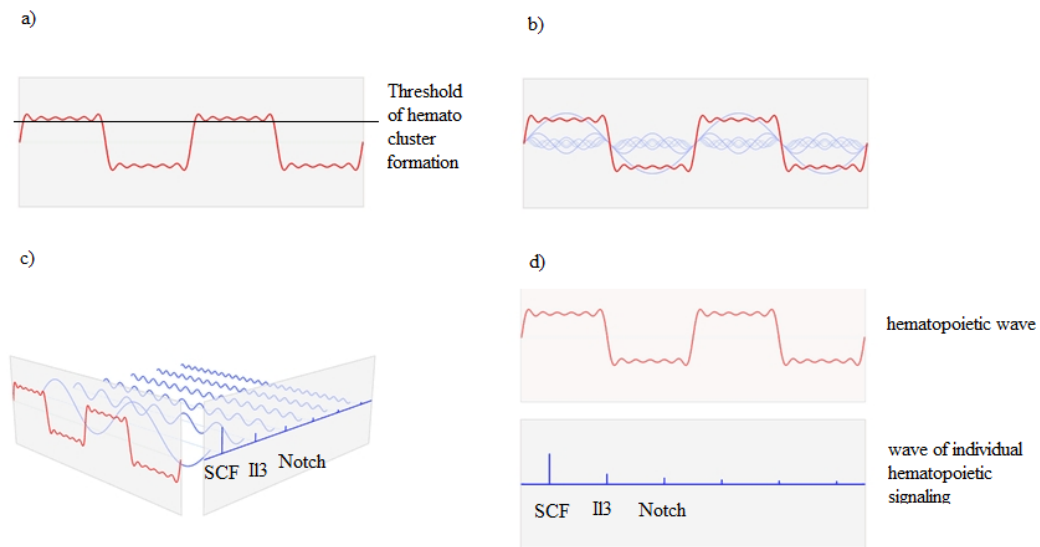 a)
Threshold
of hemato
cluster
formation
b)
c)
SCF Il3 Notch
d)
hematopoietic wave
wave of individual
hematopoietic
signaling
SCF Il3 Notch